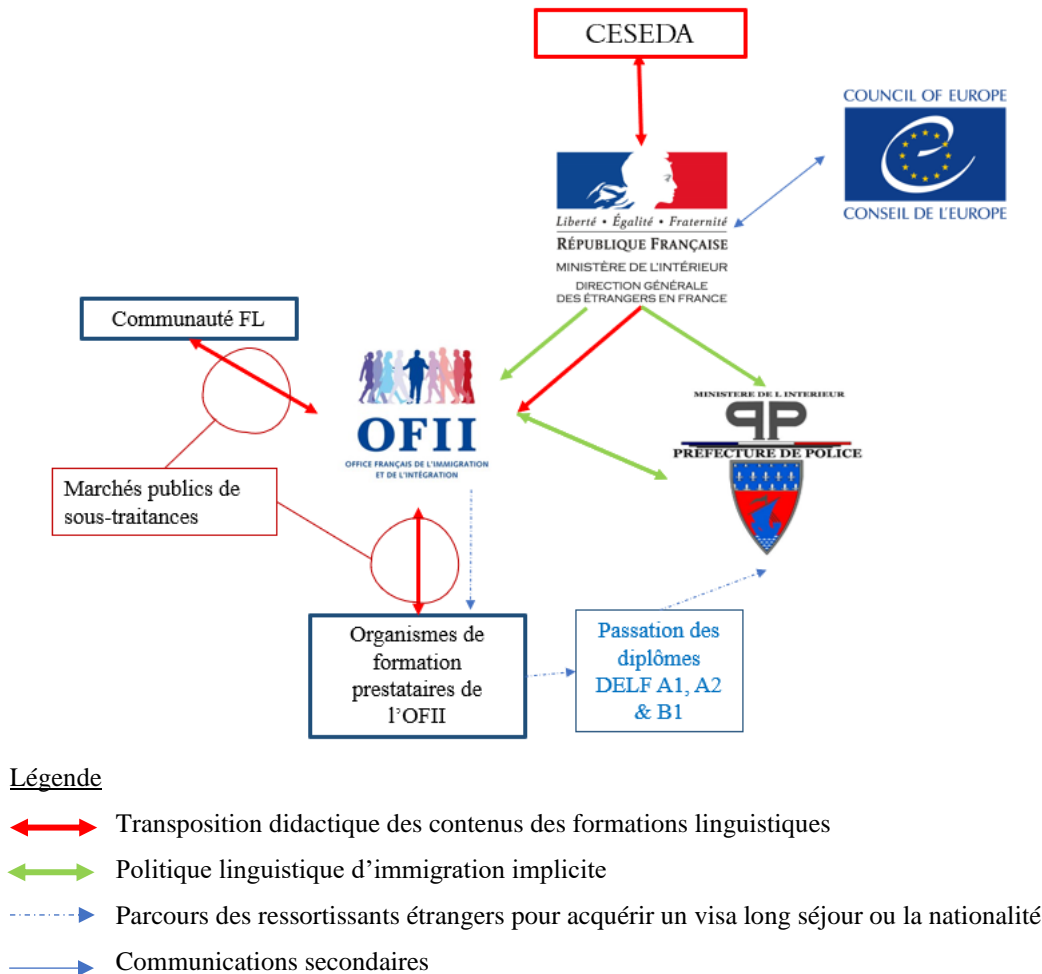 CESEDA
COUNCIL OF EUROPE
CONSEIL DE L'EUROPE
Liberté • Égalité • Fraternité
RÉPUBLIQUE FRANÇAISE
MINISTÈRE DE L'INTÉRIEUR
DIRECTION GÉNÉRALE
DES ÉTRANGERS EN FRANCE
Communauté FL
OFII
OFFICE FRANÇAIS DE L'IMMIGRATION
ET DE L'INTÉGRATION
MINISTERE DE L INTERIEUR
PP
PREFECTURE DE POLICE
Marchés publics de
sous-traitances
Organismes de
formation
prestataires de
l'OFII
Passation des
diplômes
DELF A1, A2
& B1
Légende
Transposition didactique des contenus des formations linguistiques
Politique linguistique d'immigration implicite
Parcours des ressortissants étrangers pour acquérir un visa long séjour ou la nationalité
Communications secondaires